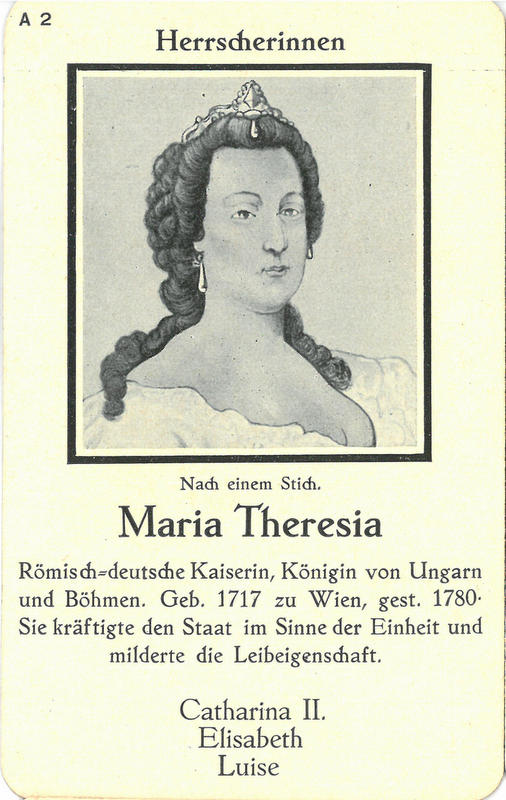 A 2
Herrscherinnen
Nach einem Stich.
Maria Theresia
Römisch=deutsche Kaiserin, Königin von Ungarn
und Böhmen. Geb. 1717 zu Wien, gest. 1780·
Sie kräftigte den Staat im Sinne der Einheit und
milderte die Leibeigenschaft.
Catharina II.
Elisabeth
Luise